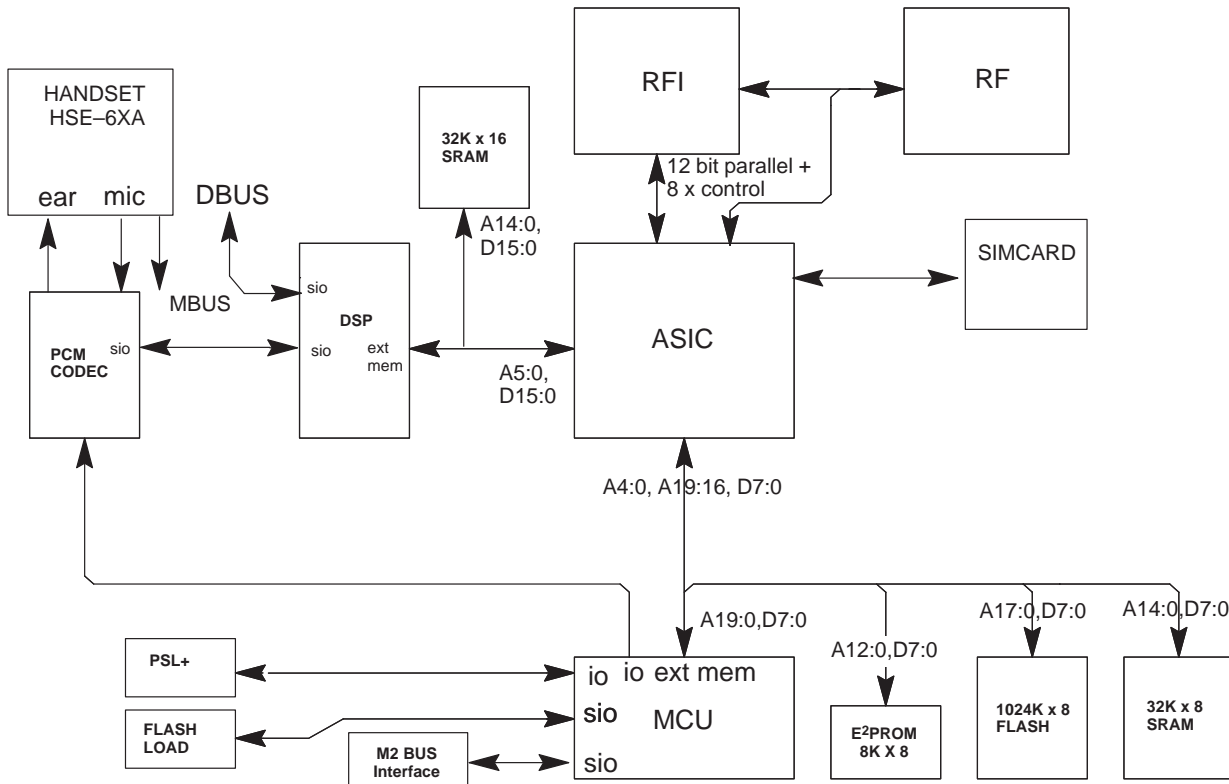 RFI
RF
HANDSET
HSE–6XA
ear
mic
32K x 16
SRAM
12 bit parallel +
8 x control
DBUS
A14:0,
D15:0
SIMCARD
MBUS
sio
DSP
sio
ext
mem
PCM
CODEC
sio
ASIC
A5:0,
D15:0
A4:0, A19:16, D7:0
A19:0,D7:0
A12:0,D7:0
A17:0,D7:0
A14:0,D7:0
PSL+
FLASH
LOAD
M2 BUS
Interface
io
io
ext mem
sio
MCU
sio
E²PROM
8K X 8
1024K x 8
FLASH
32K x 8
SRAM